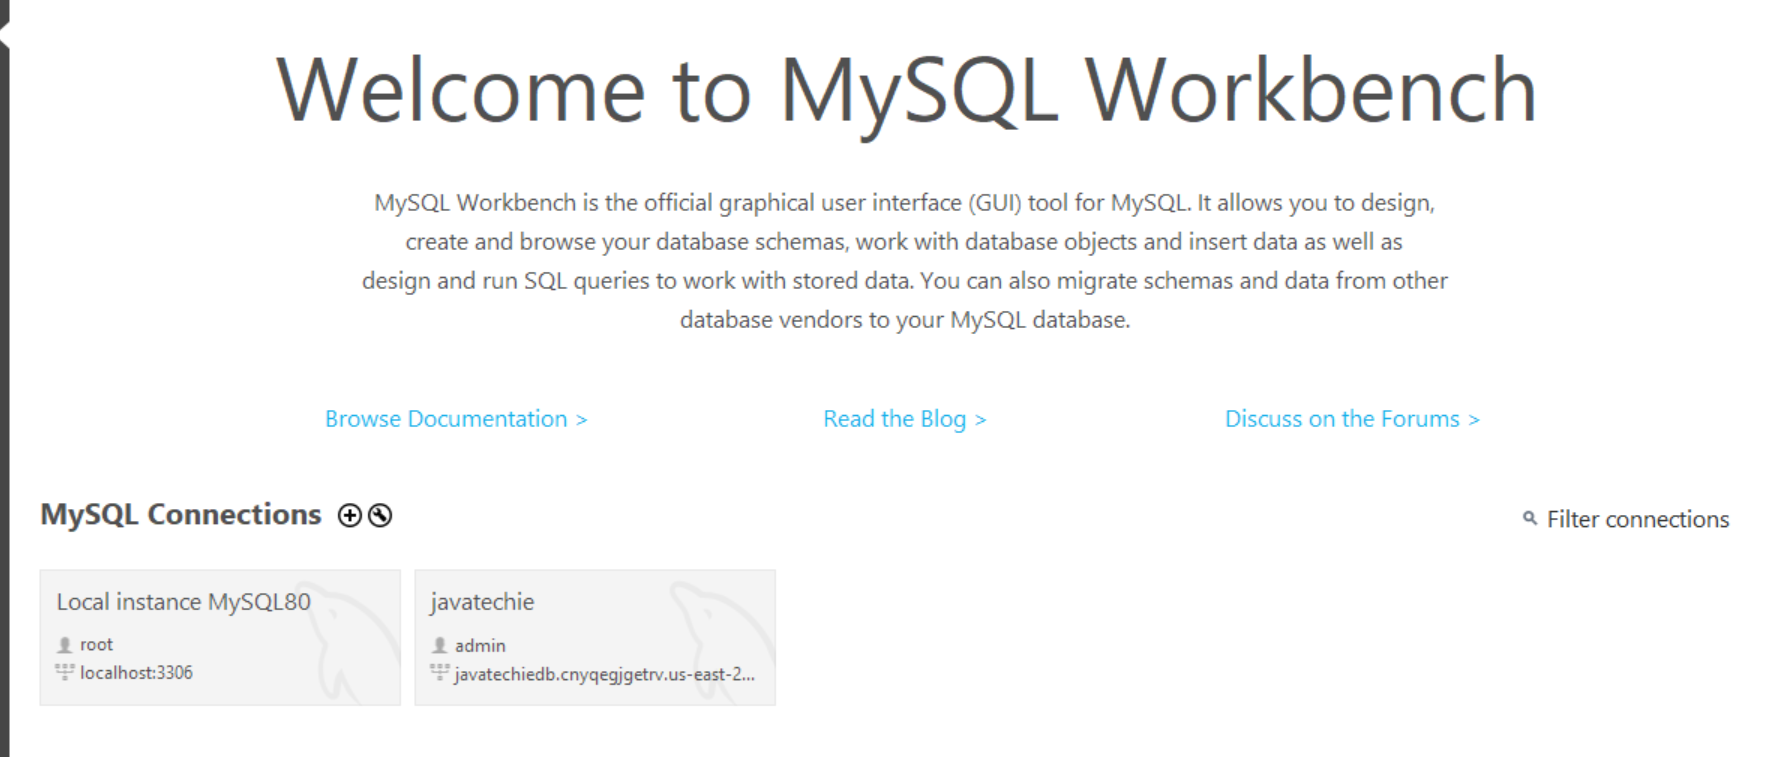 Welcome to MySQL Workbench
MySQL Workbench is the official graphical user interface (GUI) tool for MySQL. It allows you to design,
create and browse your database schemas, work with database objects and insert data as well as
design and run SQL queries to work with stored data. You can also migrate schemas and data from other
database vendors to your MySQL database.
Browse Documentation >
Read the Blog >
Discuss on the Forums >
MySQL Connections
Filter connections
Local instance MySQL80
root
localhost:3306
javatechie
admin
javatechiedb.cnyqegjgetrv.us-east-2...